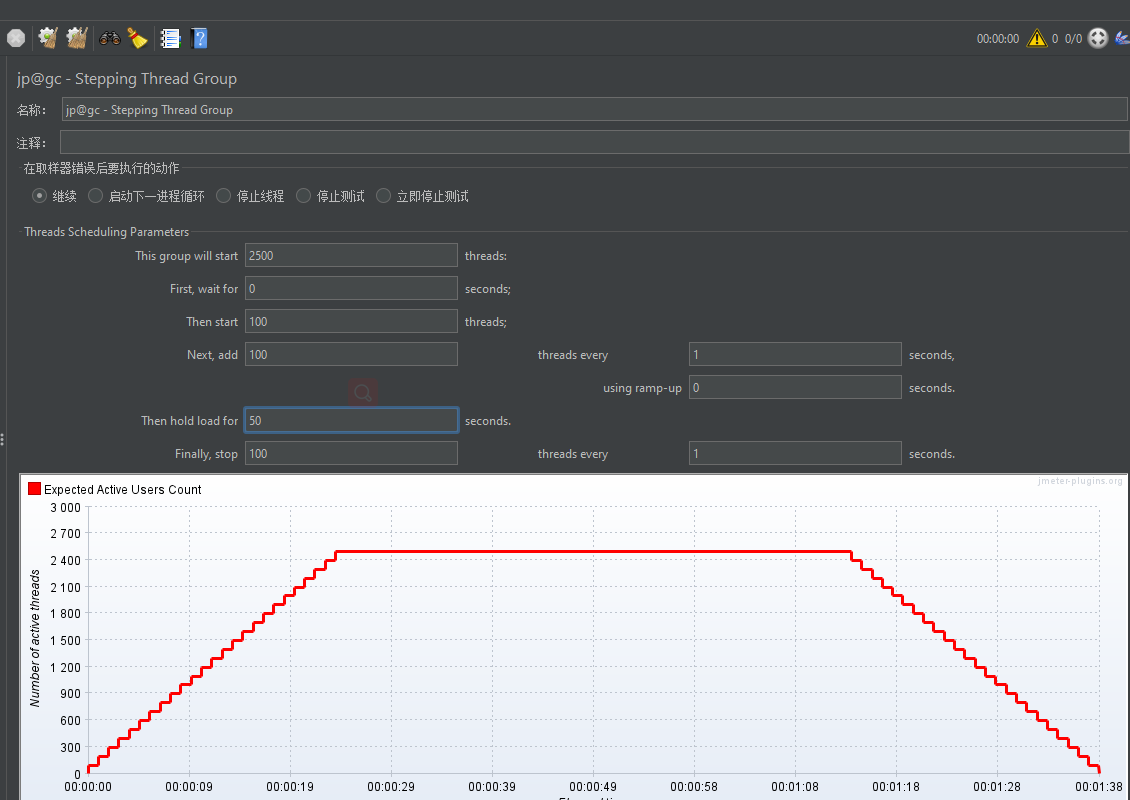 00:00:00 0 0/0
jp@gc - Stepping Thread Group
名称： jp@gc - Stepping Thread Group
注释：
在取样器错误后要执行的动作
继续 启动下一进程循环 停止线程 停止测试 立即停止测试
Threads Scheduling Parameters
This group will start 2500 threads:
First, wait for 0 seconds;
Then start 100 threads;
Next, add 100 threads every 1 seconds,
using ramp-up 0 seconds.
Then hold load for 50 seconds.
Finally, stop 100 threads every 1 seconds.
jmeter-plugins.org
Expected Active Users Count
Number of active threads
3 000
2 700
2 400
2 100
1 800
1 500
1 200
900
600
300
0
00:00:00 00:00:09 00:00:19 00:00:29 00:00:39 00:00:49 00:00:58 00:01:08 00:01:18 00:01:28 00:01:38